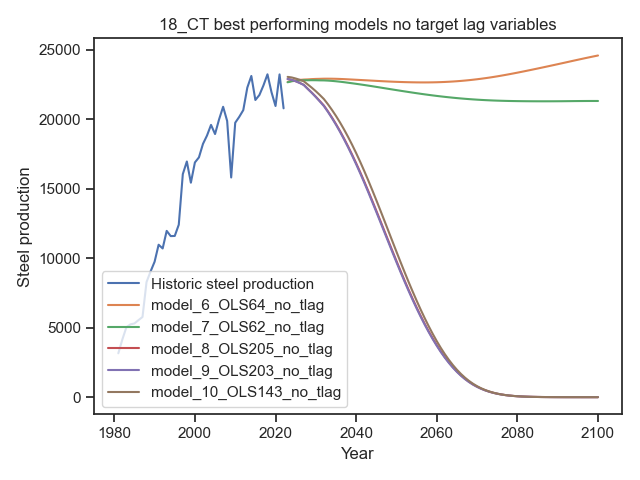 18_CT best performing models no target lag variables
Steel production
25000
20000
15000
10000
5000
0
Historic steel production
model_6_OLS64_no_tlag
model_7_OLS62_no_tlag
model_8_OLS205_no_tlag
model_9_OLS203_no_tlag
model_10_OLS143_no_tlag
1980 2000 2020 2040 2060 2080 2100
Year